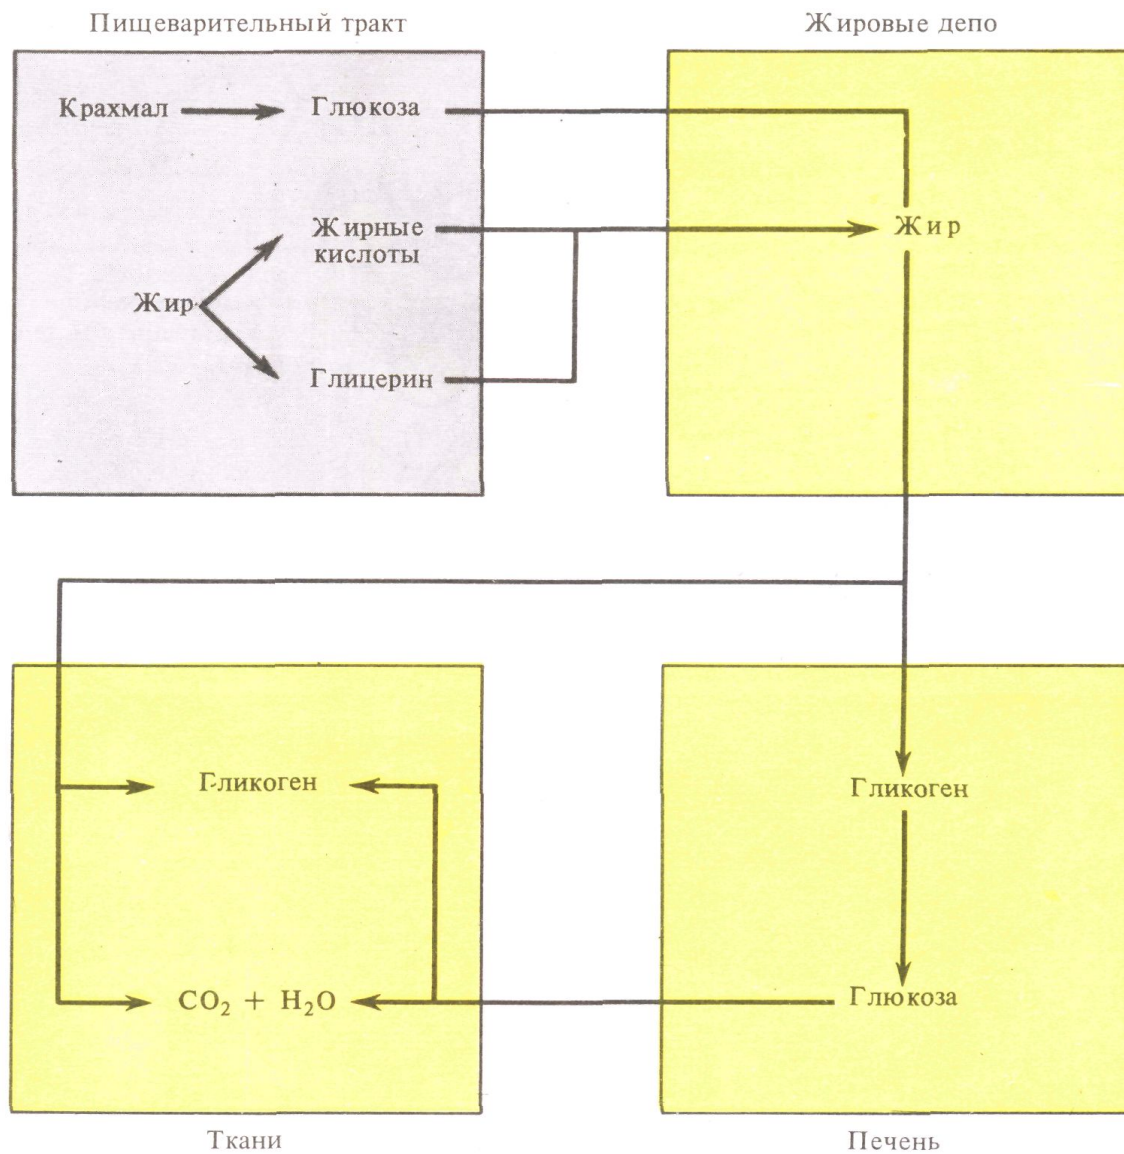 Пищеварительный тракт
Жировые депо
Крахмал
Глюкоза
Жирные
кислоты
Жир
Жир
Глицерин
Гликоген
Гликоген
CO₂ + H₂O
Глюкоза
Ткани
Печень